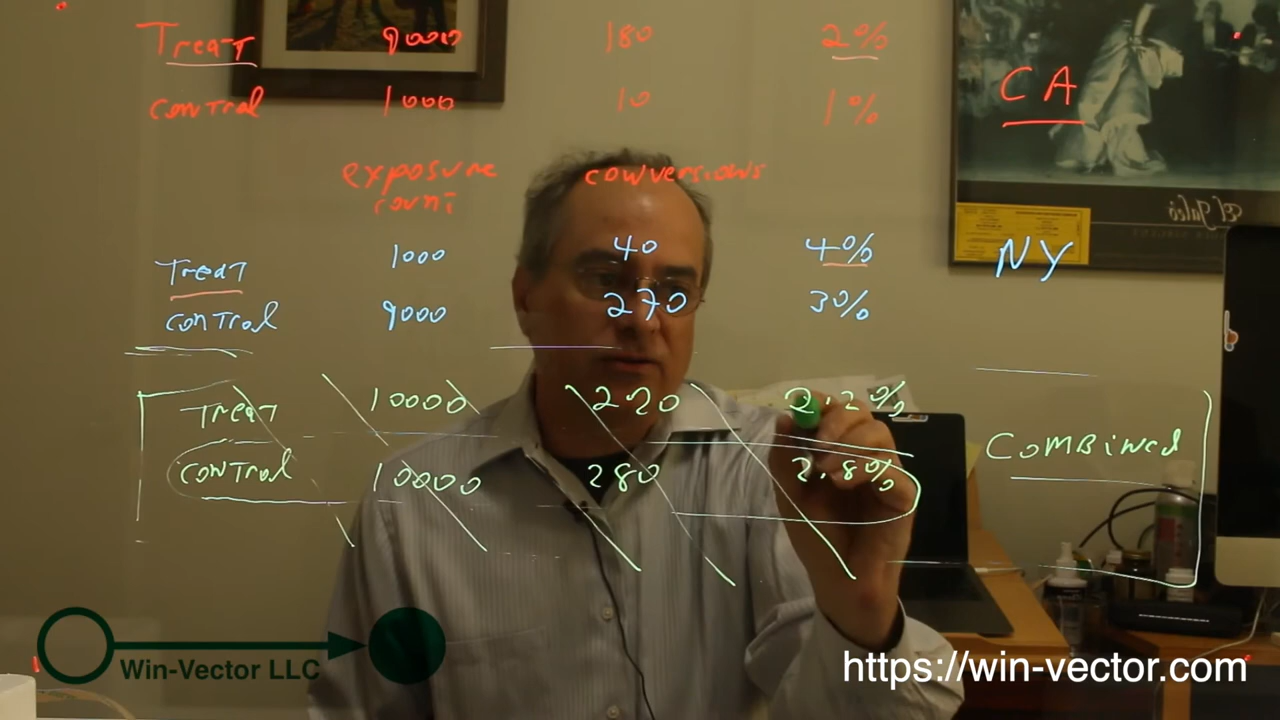 Treat 9000 180 2%
control 1000 10 1% CA
exposure conversions
count
Treat 1000 40 4% NY
control 9000 270 3%
Treat 10000 220 2.2%
COMBINED
control 10000 280 2.8%
Win-Vector LLC
https://win-vector.com